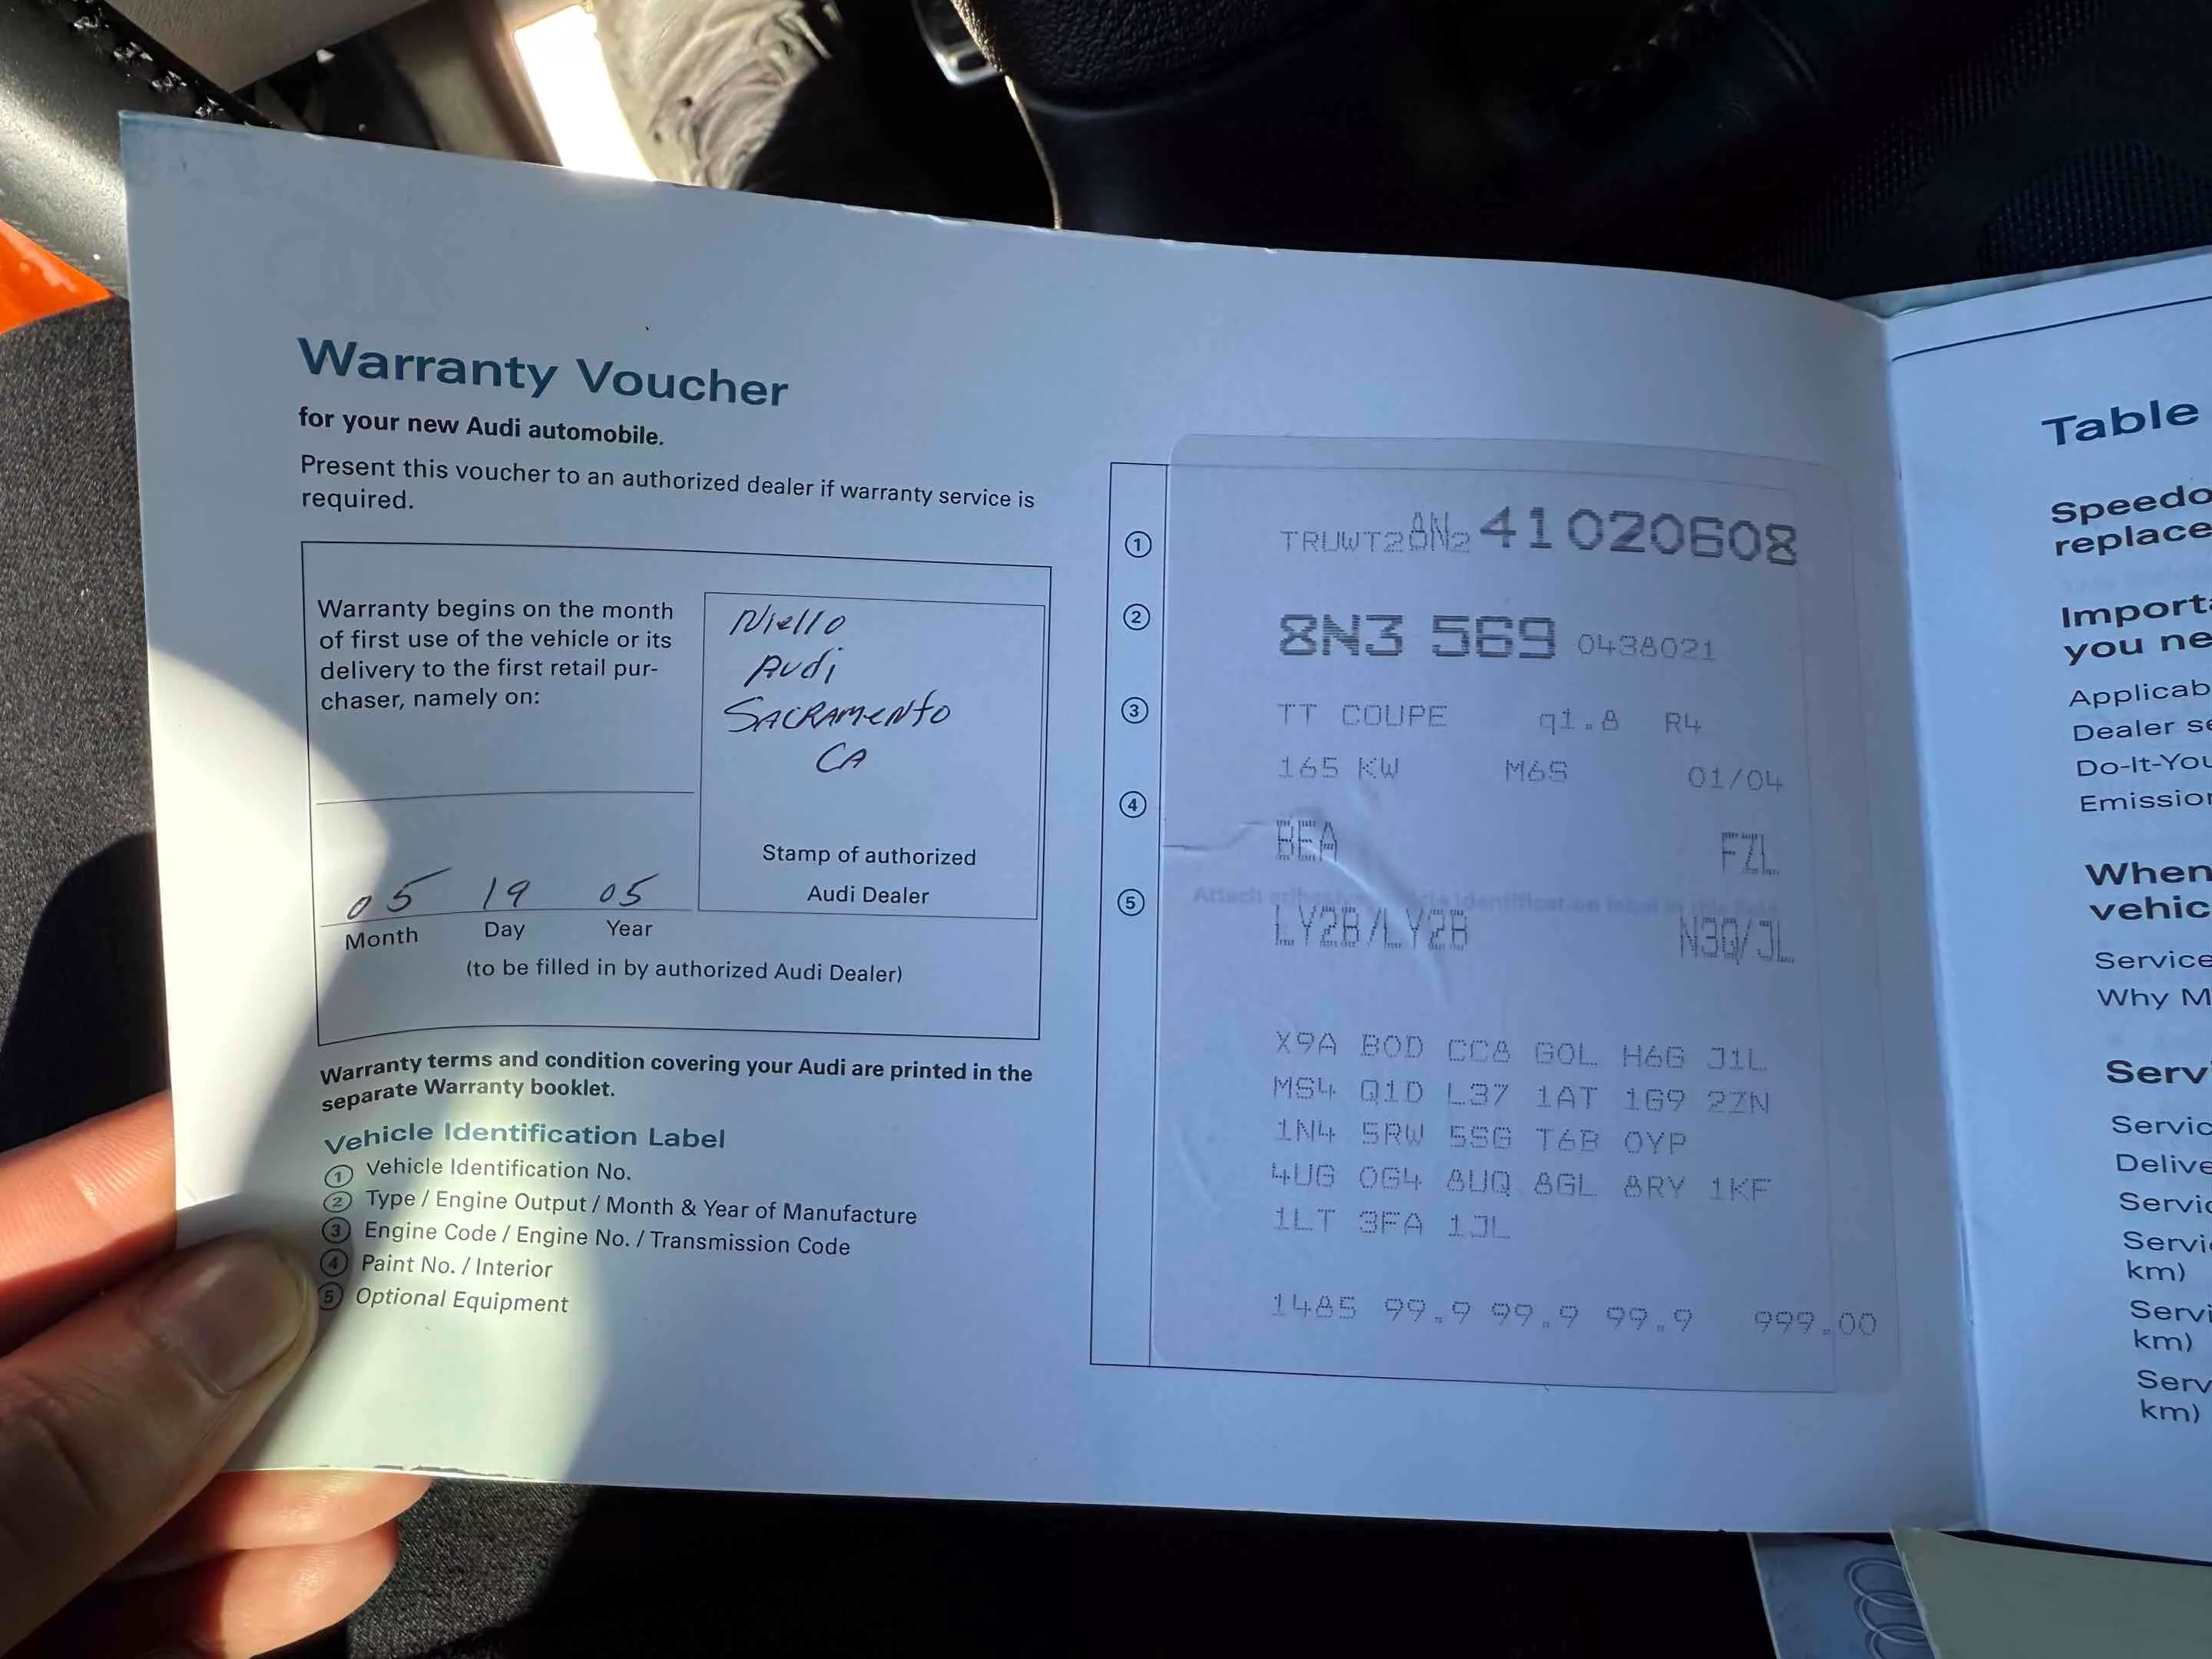 Warranty Voucher
for your new Audi automobile.
Present this voucher to an authorized dealer if warranty service is
required.
Warranty begins on the month
of first use of the vehicle or its
delivery to the first retail pur-
chaser, namely on:
Niello
Audi
Sacramento
CA
Stamp of authorized
Audi Dealer
05 19 05
Month Day Year
(to be filled in by authorized Audi Dealer)
Warranty terms and condition covering your Audi are printed in the
separate Warranty booklet.
Vehicle Identification Label
① Vehicle Identification No.
② Type / Engine Output / Month & Year of Manufacture
③ Engine Code / Engine No. / Transmission Code
④ Paint No. / Interior
⑤ Optional Equipment
① TRUWT28N241020608
② 8N3 569 0438021
③ TT COUPE q1.8 R4
165 KW M6S 01/04
④ BEA FZL
⑤ Attach
LY2B/LY2B N3Q/JL
X9A B0D CC8 G0L H6G J1L
MS4 Q1D L37 1AT 1G9 2ZN
1N4 5RW 5SG T6B 0YP
4UG 0G4 8UQ 8GL 8RY 1KF
1LT 3FA 1JL
1485 99.9 99.9 99.9 999.00
Table
Speedo
replace
Import
you ne
Applicab
Dealer se
Do-It-You
Emission
When
vehic
Service
Why M
Servi
Servic
Delive
Servic
Servi
km)
Servi
km)
Serv
km)